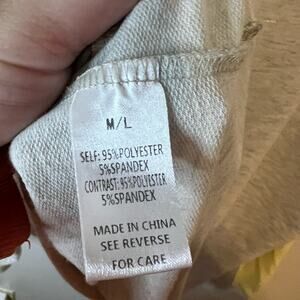 M/L
SELF: 95%POLYESTER
5%SPANDEX
CONTRAST: 95%POLYESTER
5%SPANDEX
MADE IN CHINA
SEE REVERSE
FOR CARE